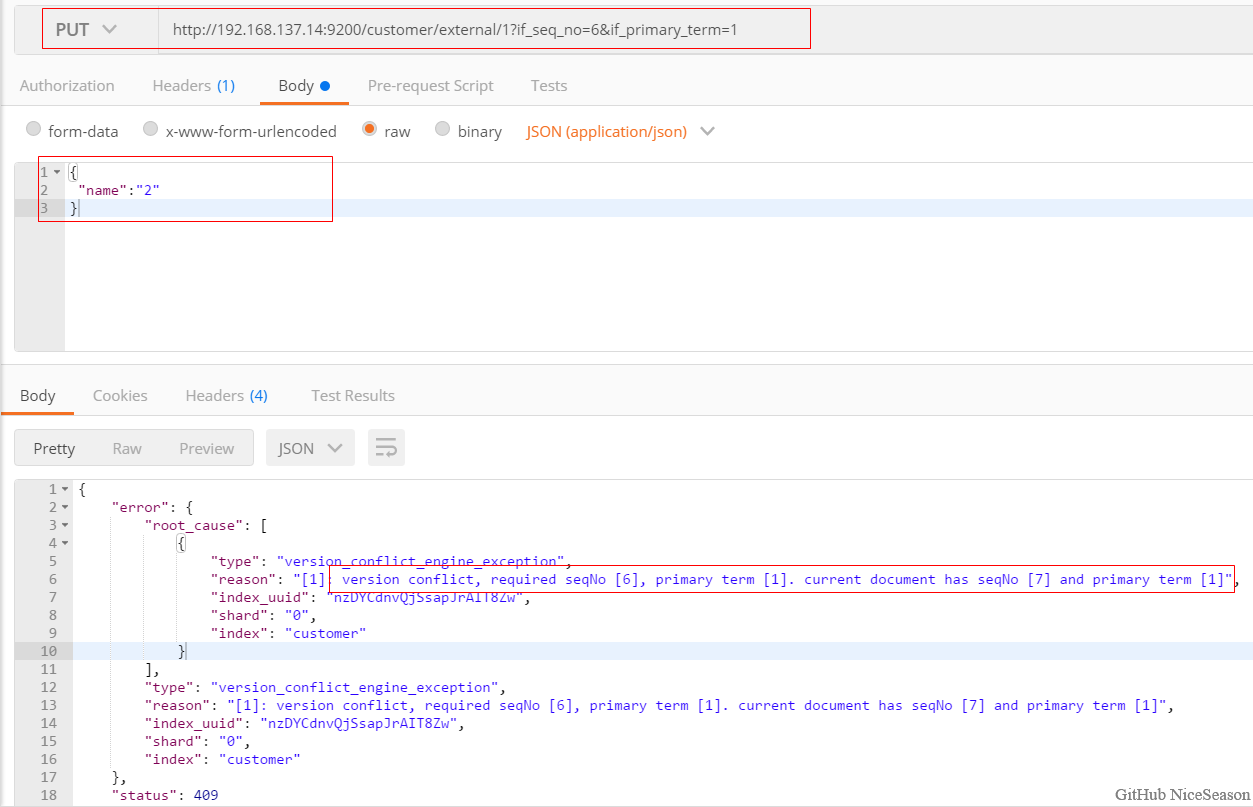 PUT http://192.168.137.14:9200/customer/external/1?if_seq_no=6&if_primary_term=1
Authorization Headers (1) Body Pre-request Script Tests
form-data x-www-form-urlencoded raw binary JSON (application/json)
1 {
2 "name":"2"
3 }
Body Cookies Headers (4) Test Results
Pretty Raw Preview JSON
1 {
2 "error": {
3 "root_cause": [
4 {
5 "type": "version_conflict_engine_exception",
6 "reason": "[1]: version conflict, required seqNo [6], primary term [1]. current document has seqNo [7] and primary term [1]",
7 "index_uuid": "nzDYCdnvQjSsapJrAIT8Zw",
8 "shard": "0",
9 "index": "customer"
10 }
11 ],
12 "type": "version_conflict_engine_exception",
13 "reason": "[1]: version conflict, required seqNo [6], primary term [1]. current document has seqNo [7] and primary term [1]",
14 "index_uuid": "nzDYCdnvQjSsapJrAIT8Zw",
15 "shard": "0",
16 "index": "customer"
17 },
18 "status": 409
GitHub NiceSeason